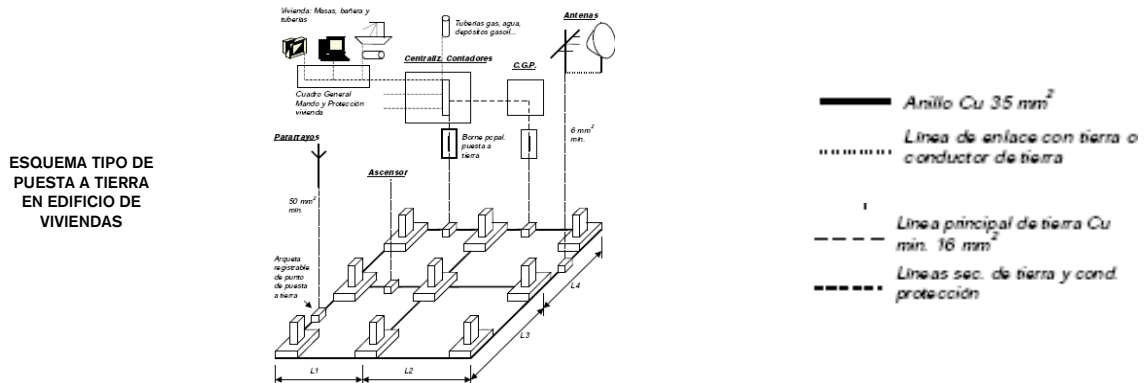 ESQUEMA TIPO DE
PUESTA A TIERRA
EN EDIFICIO DE
VIVIENDAS
Vivienda: Masas, bañera y
tuberías
Tuberías gas, agua,
depósitos gasoil...
Antenas
Centraliz. Contadores
C.G.P.
Cuadro General
Mando y Protección
vivienda
Pararrayos
Borne ppal.
puesta a
tierra
6 mm²
min.
Ascensor
50 mm²
min.
Arqueta
registrable
de punto
de puesta
a tierra
L1
L2
L3
L4
Anillo Cu 35 mm²
Línea de enlace con tierra o
conductor de tierra
Línea principal de tierra Cu
min. 16 mm²
Líneas sec. de tierra y cond.
protección